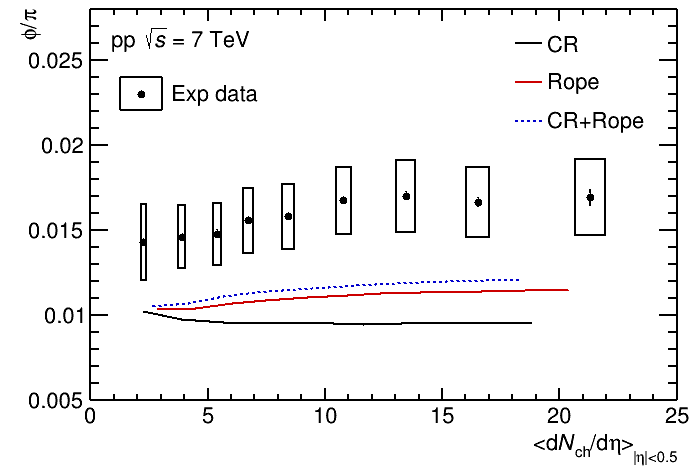 ϕ/π
pp √s = 7 TeV
Exp data
CR
Rope
CR+Rope
0.025
0.02
0.015
0.01
0.005
0 5 10 15 20 25
<dN_ch/dη>_|η|<0.5